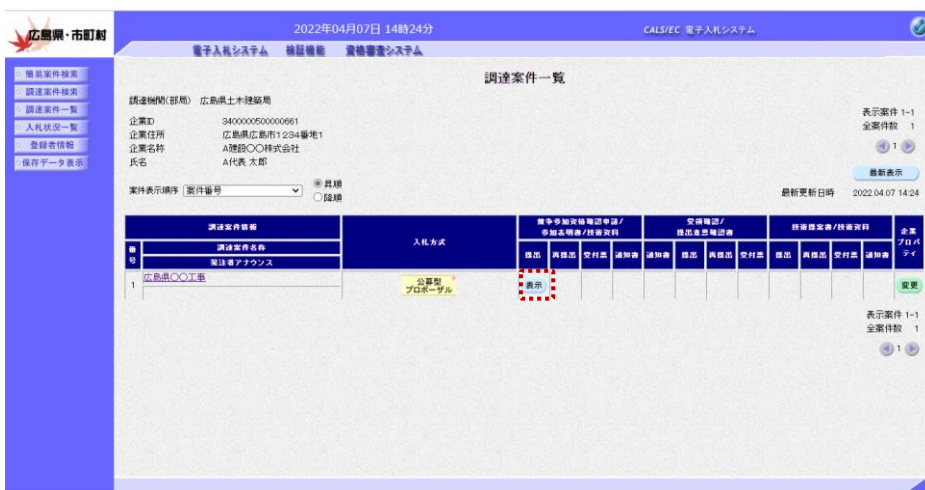 広島県・市町村
2022年04月07日 14時24分
CALS/EC 電子入札システム
電子入札システム 検証機能 資格審査システム
簡易案件検索
調達案件検索
調達案件一覧
入札状況一覧
登録者情報
保存データ表示
調達案件一覧
調達機関(部局) 広島県土木建築局
企業ID 3400000500000661
企業住所 広島県広島市1234番地1
企業名称 A建設〇〇株式会社
氏名 A代表 太郎
表示案件 1-1
全案件数 1
1
最新表示
案件表示順序 案件番号
昇順
降順
最新更新日時 2022.04.07 14:24
調達案件情報
番号
調達案件名称
発注者アナウンス
入札方式
競争参加資格確認申請/
参加表明書/技術資料
受領確認/
提出意思確認書
技術提案書/技術資料
企業プロパティ
提出 再提出 受付票 通知書 通知書 提出 再提出 受付票 提出 再提出 受付票 通知書
1 広島県〇〇工事
公募型
プロポーザル
表示
変更
表示案件 1-1
全案件数 1
1